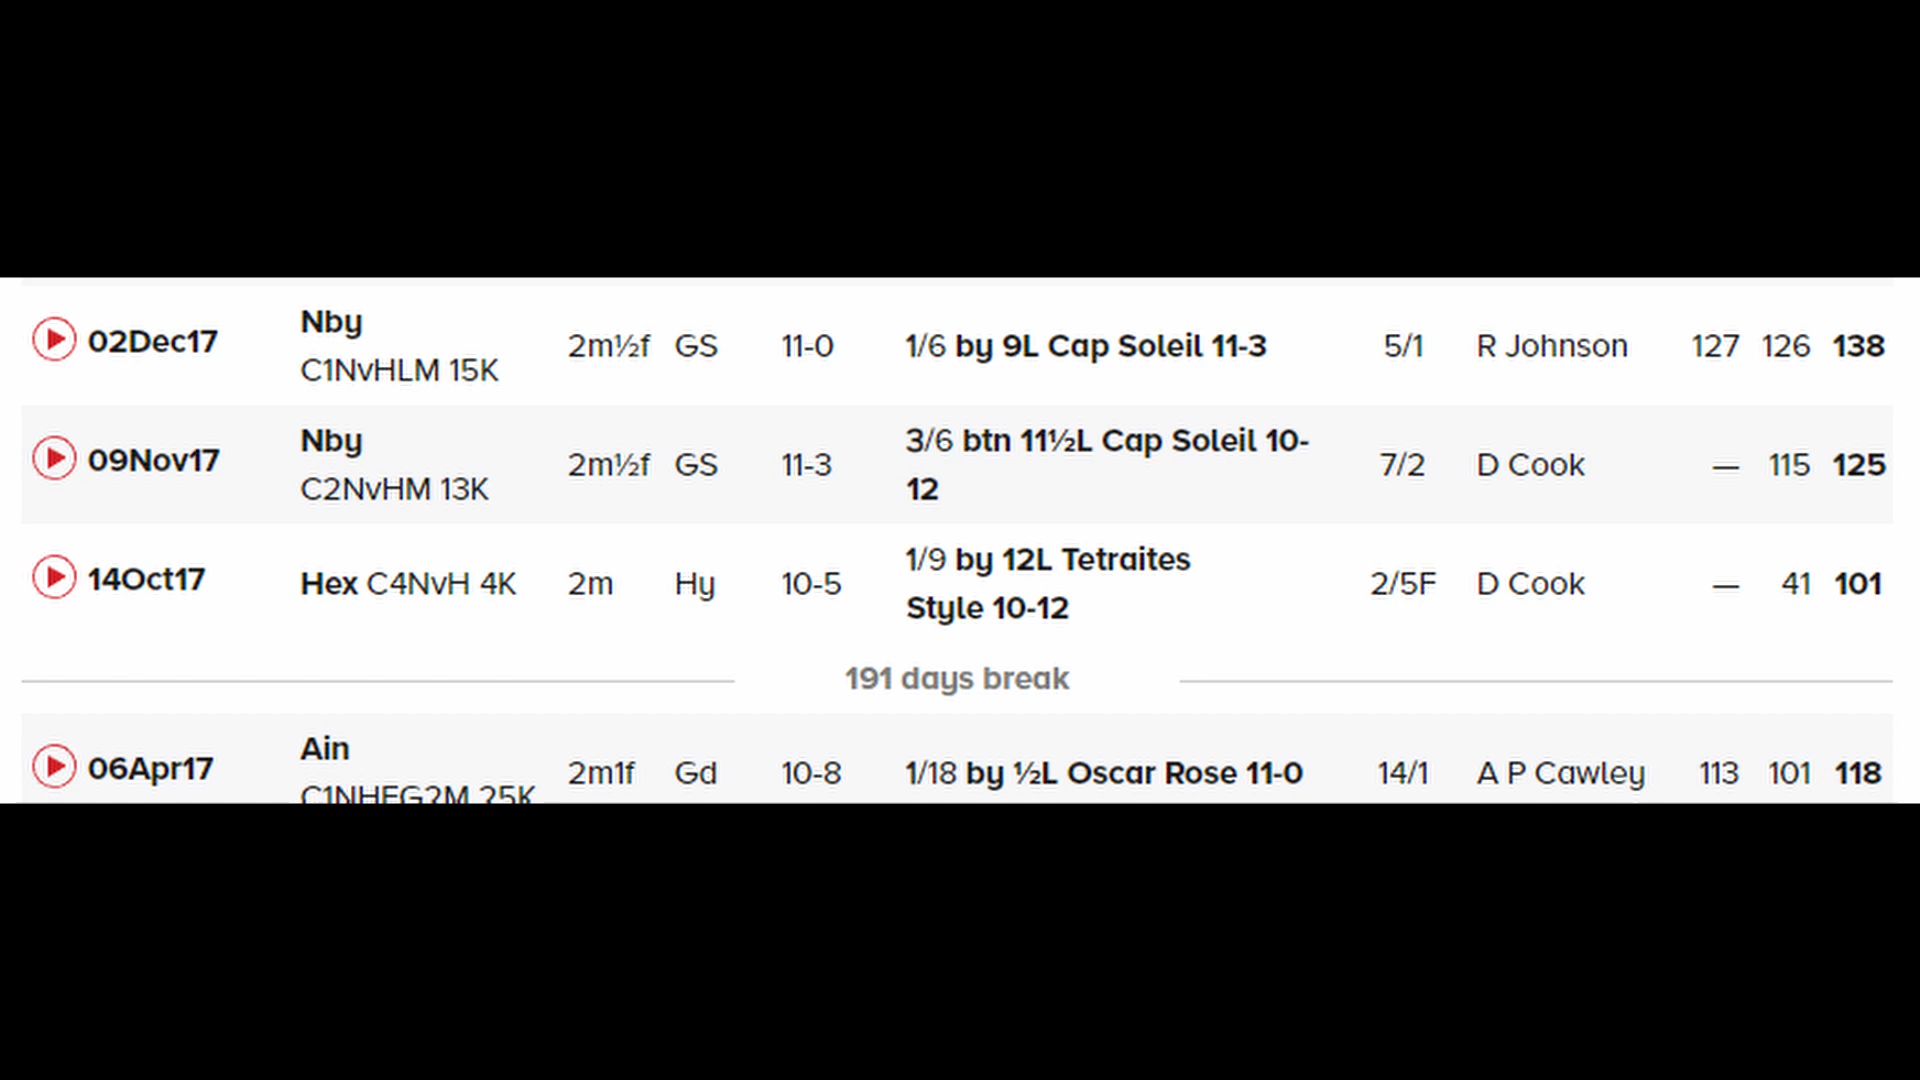 02Dec17 Nby C1NvHLM 15K 2m½f GS 11-0 1/6 by 9L Cap Soleil 11-3 5/1 R Johnson 127 126 138
09Nov17 Nby C2NvHM 13K 2m½f GS 11-3 3/6 btn 11½L Cap Soleil 10-12 7/2 D Cook — 115 125
14Oct17 Hex C4NvH 4K 2m Hy 10-5 1/9 by 12L Tetraites Style 10-12 2/5F D Cook — 41 101
191 days break
06Apr17 Ain C1NHFG2M 25K 2m1f Gd 10-8 1/18 by ½L Oscar Rose 11-0 14/1 A P Cawley 113 101 118